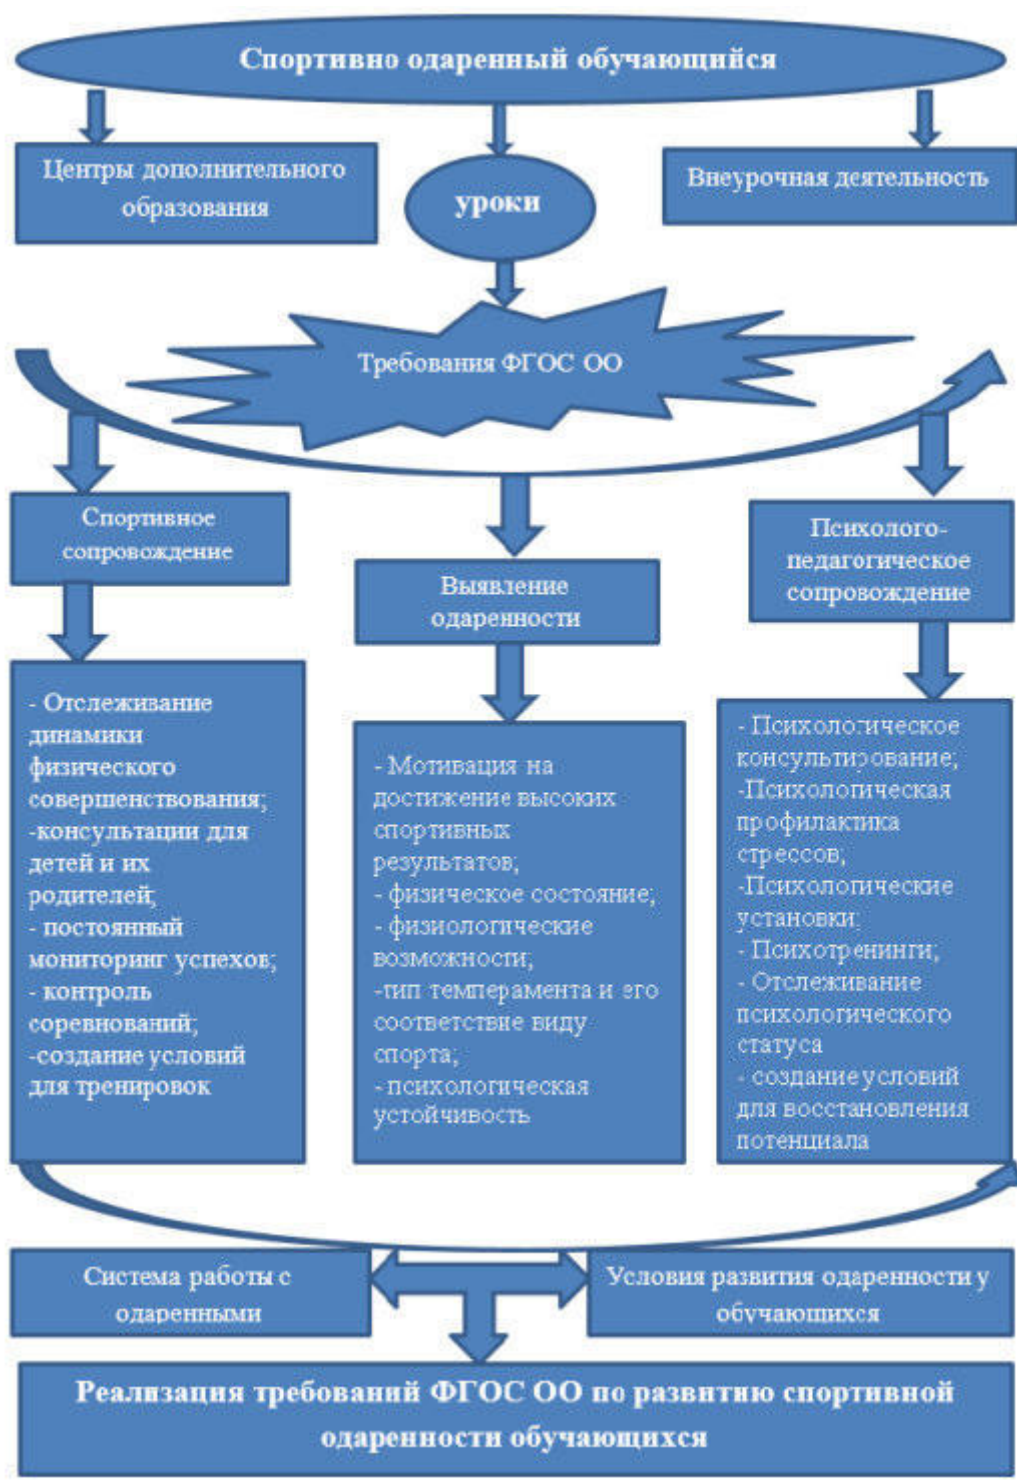 Спортивно одаренный обучающийся
Центры дополнительного
образования
уроки
Внеурочная деятельность
Требования ФГОС ОО
Спортивное
сопровождение
Выявление
одаренности
Психолого-
педагогическое
сопровождение
- Отслеживание
динамики
физического
совершенствования;
-консультации для
детей и их
родителей;
- постоянный
мониторинг успехов;
- контроль
соревнований;
-создание условий
для тренировок
- Мотивация на
достижение высоких
спортивных
результатов;
- физическое состояние;
- физиологические
возможности;
-тип темперамента и его
соответствие виду
спорта;
- психологическая
устойчивость
- Психологическое
консультирование;
-Психологическая
профилактика
стрессов;
-Психологические
установки;
- Психотренинги;
- Отслеживание
психологического
статуса
- создание условий
для восстановления
потенциала
Система работы с
одаренными
Условия развития одаренности у
обучающихся
Реализация требований ФГОС ОО по развитию спортивной
одаренности обучающихся